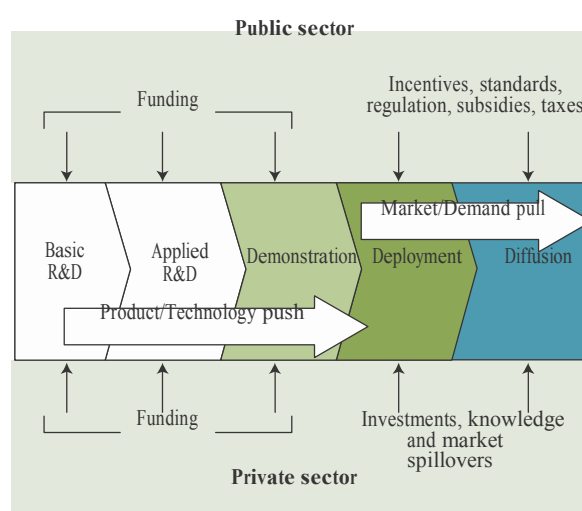 Public sector
Funding
Incentives, standards,
regulation, subsidies, taxes
Market/Demand pull
Basic
R&D
Applied
R&D
Demonstration
Deployment
Diffusion
Product/Technology push
Funding
Investments, knowledge
and market
spillovers
Private sector